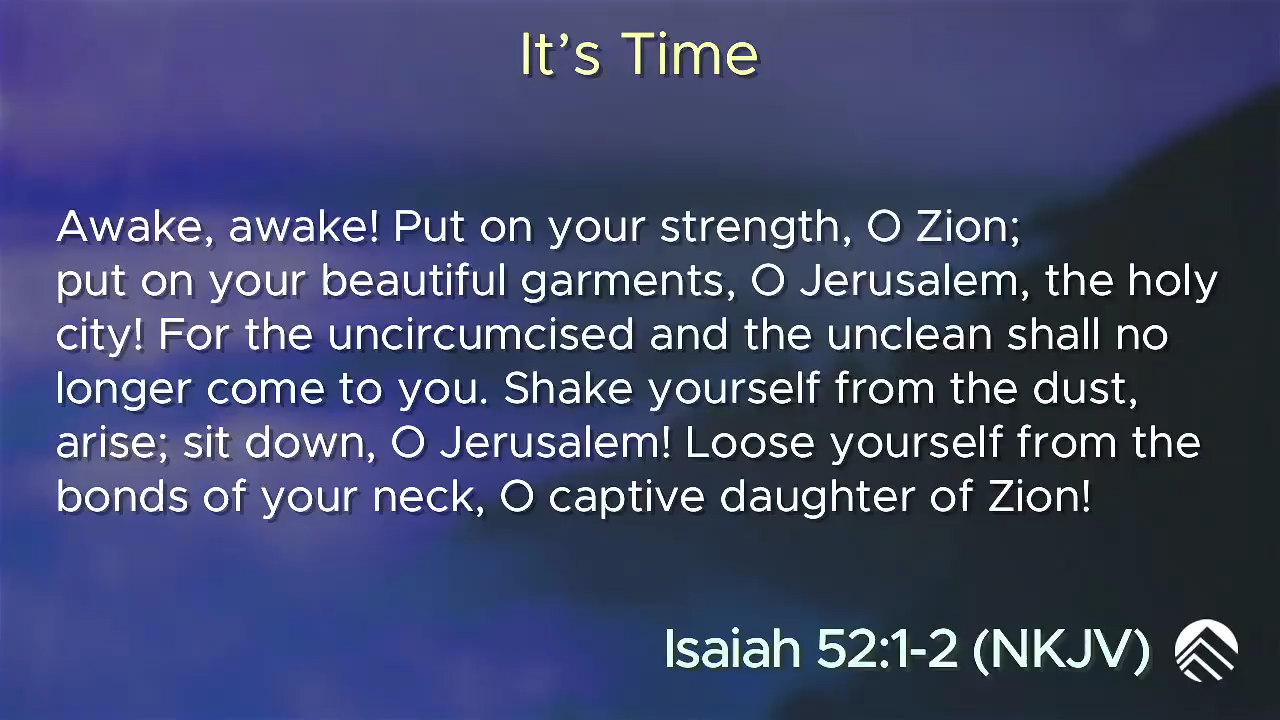 It’s Time
Awake, awake! Put on your strength, O Zion;
put on your beautiful garments, O Jerusalem, the holy
city! For the uncircumcised and the unclean shall no
longer come to you. Shake yourself from the dust,
arise; sit down, O Jerusalem! Loose yourself from the
bonds of your neck, O captive daughter of Zion!
Isaiah 52:1-2 (NKJV)